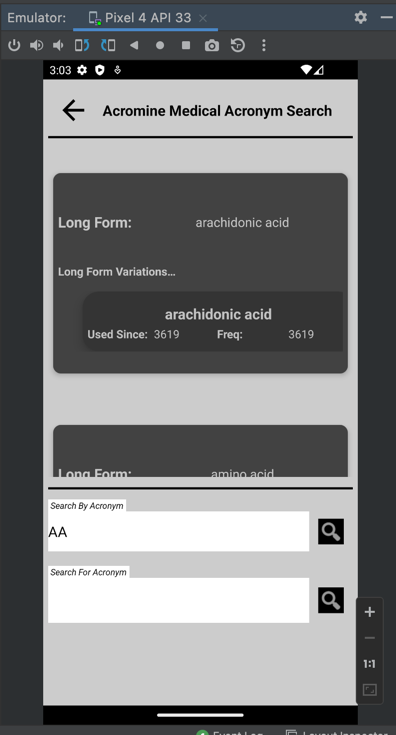 Emulator: Pixel 4 API 33
3:03
Acromine Medical Acronym Search
Long Form: arachidonic acid
Long Form Variations...
arachidonic acid
Used Since: 3619 Freq: 3619
Long Form: amino acid
Search By Acronym
AA
Search For Acronym
1:1
Event Log Layout Inspector